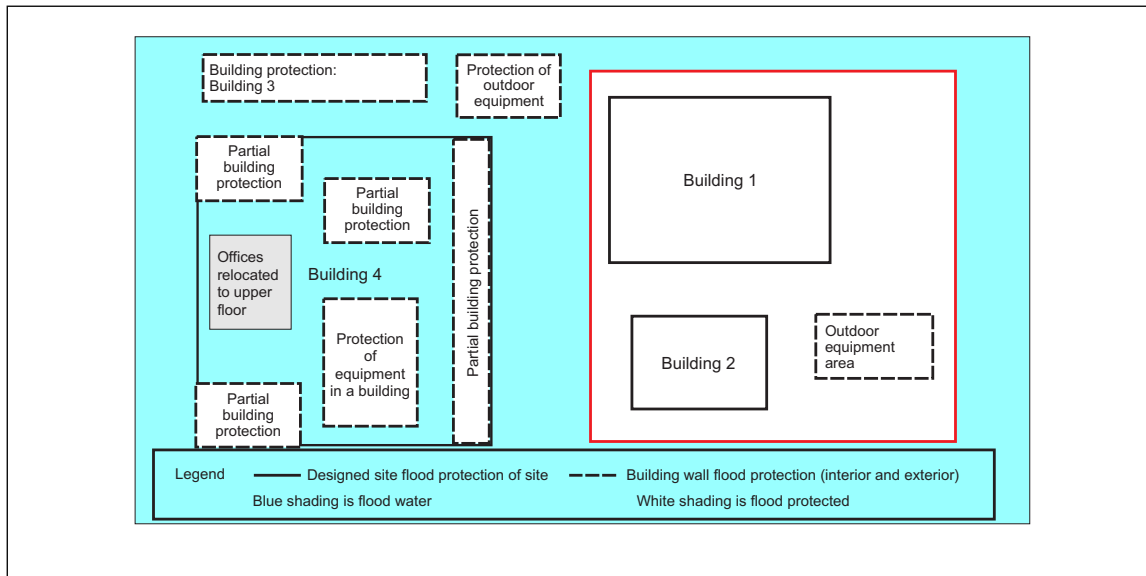 Building protection:
Building 3
Protection of
outdoor
equipment
Partial
building
protection
Partial
building
protection
Partial building protection
Offices
relocated
to upper
floor
Building 4
Protection
of
equipment
in a building
Partial
building
protection
Building 1
Building 2
Outdoor
equipment
area
Legend
Designed site flood protection of site
Building wall flood protection (interior and exterior)
Blue shading is flood water
White shading is flood protected